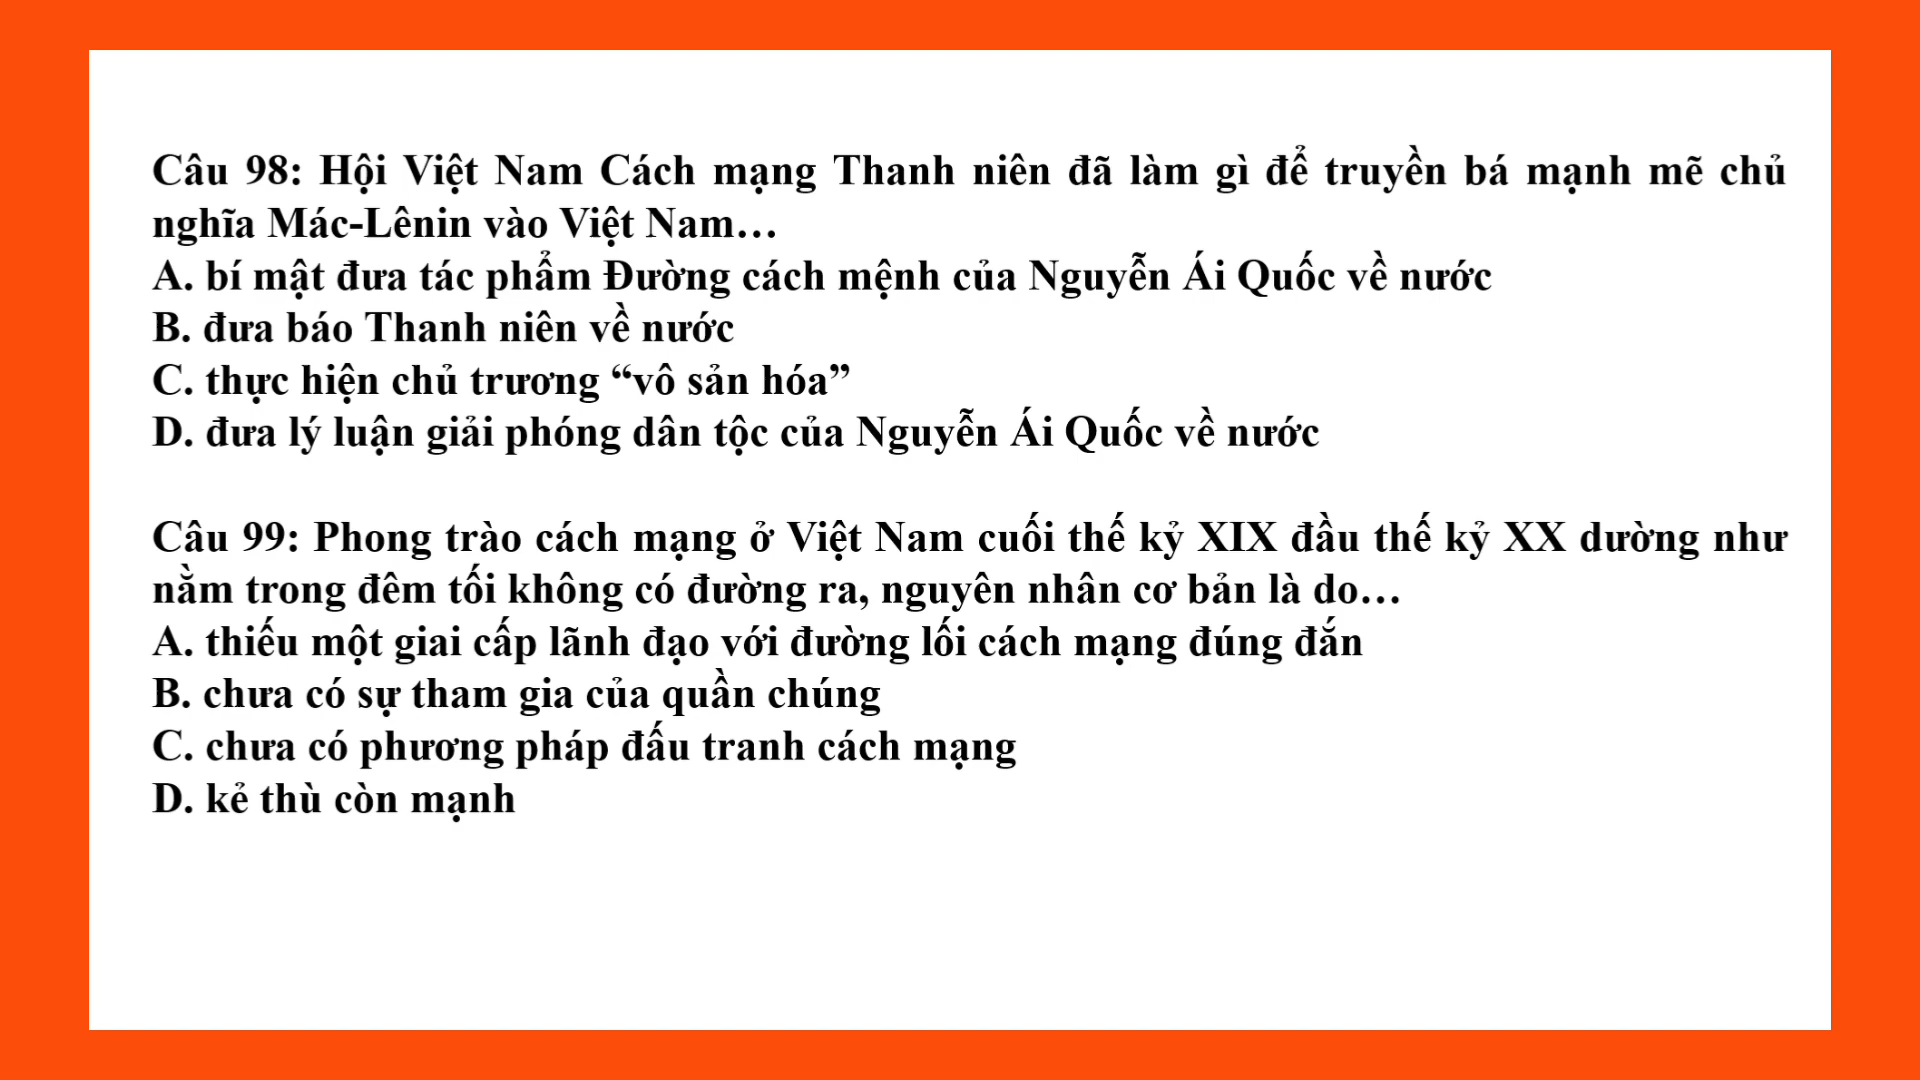 Câu 98: Hội Việt Nam Cách mạng Thanh niên đã làm gì để truyền bá mạnh mẽ chủ
nghĩa Mác-Lênin vào Việt Nam…
A. bí mật đưa tác phẩm Đường cách mệnh của Nguyễn Ái Quốc về nước
B. đưa báo Thanh niên về nước
C. thực hiện chủ trương “vô sản hóa”
D. đưa lý luận giải phóng dân tộc của Nguyễn Ái Quốc về nước
Câu 99: Phong trào cách mạng ở Việt Nam cuối thế kỷ XIX đầu thế kỷ XX dường như
nằm trong đêm tối không có đường ra, nguyên nhân cơ bản là do…
A. thiếu một giai cấp lãnh đạo với đường lối cách mạng đúng đắn
B. chưa có sự tham gia của quần chúng
C. chưa có phương pháp đấu tranh cách mạng
D. kẻ thù còn mạnh